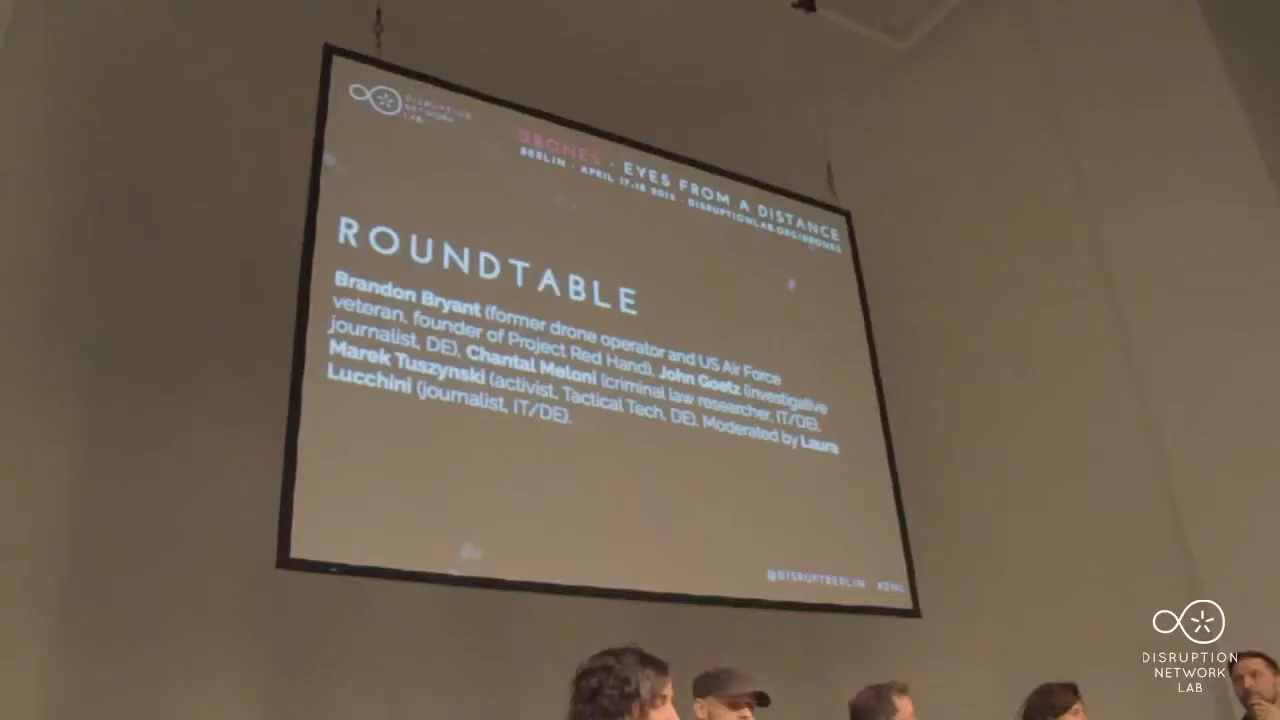 DISRUPTION
NETWORK
LAB
DRONES · EYES FROM A DISTANCE
BERLIN · APRIL 17-18 2015 · DISRUPTIONLAB.ORG/DRONES
ROUNDTABLE
Brandon Bryant (former drone operator and US Air Force
veteran, founder of Project Red Hand), John Goetz (investigative
journalist, DE), Chantal Meloni (criminal law researcher, IT/DE),
Marek Tuszynski (activist, Tactical Tech, DE). Moderated by Laura
Lucchini (journalist, IT/DE).
@DISRUPTBERLIN #DNL
DISRUPTION
NETWORK
LAB